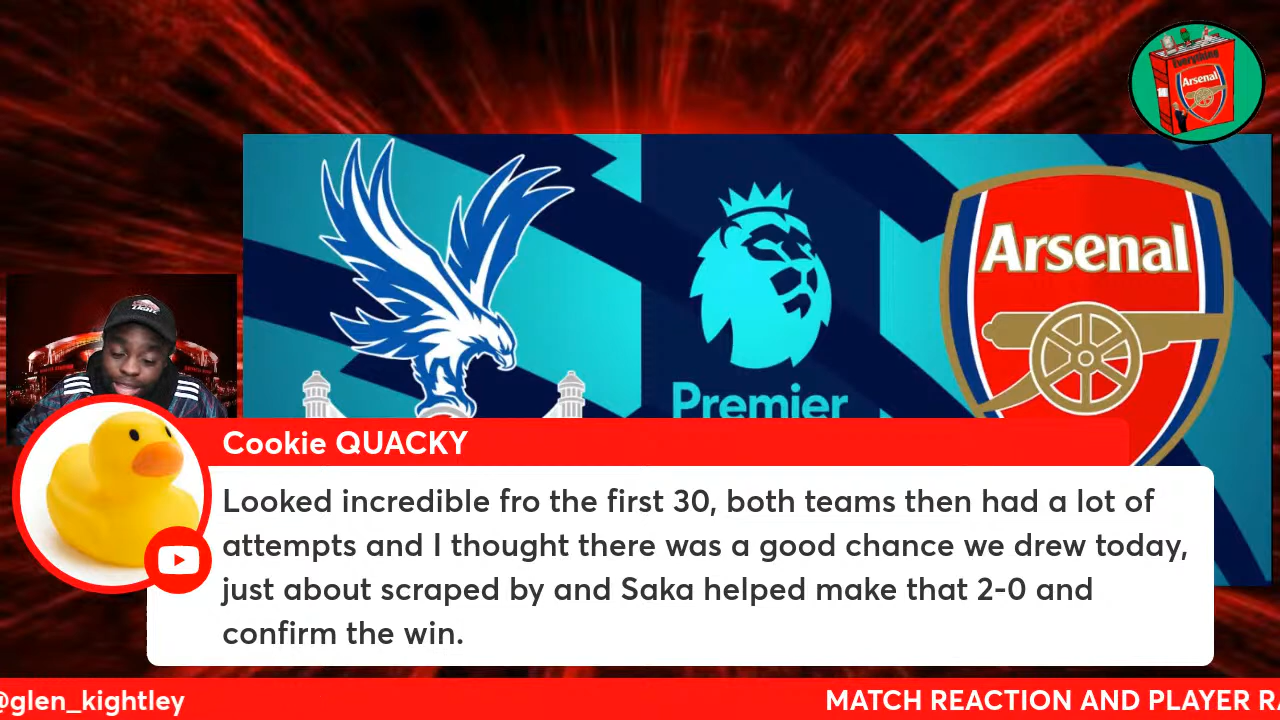 Everything
Arsenal
Arsenal
Premier
Cookie QUACKY
Looked incredible fro the first 30, both teams then had a lot of
attempts and I thought there was a good chance we drew today,
just about scraped by and Saka helped make that 2-0 and
confirm the win.
@glen_kightley
MATCH REACTION AND PLAYER RA